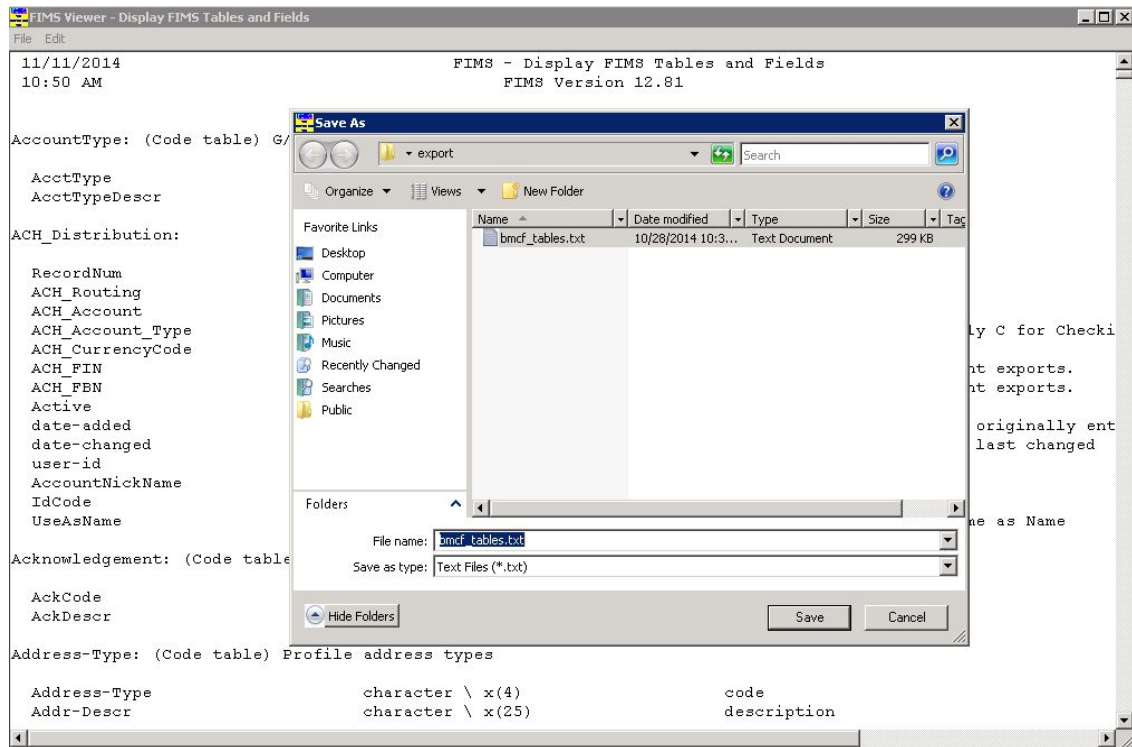 FIMS Viewer - Display FIMS Tables and Fields
File Edit
11/11/2014 FIMS - Display FIMS Tables and Fields
10:50 AM FIMS Version 12.81
AccountType: (Code table) G/
AcctType
AcctTypeDescr
ACH_Distribution:
RecordNum
ACH_Routing
ACH_Account
ACH_Account_Type ly C for Checki
ACH_CurrencyCode
ACH_FIN nt exports.
ACH_FBN nt exports.
Active
date-added originally ent
date-changed last changed
user-id
AccountNickName
IdCode
UseAsName me as Name
Acknowledgement: (Code table
AckCode
AckDescr
Address-Type: (Code table) Profile address types
Address-Type character \ x(4) code
Addr-Descr character \ x(25) description
Save As
export Search
Organize Views New Folder
Favorite Links
Desktop
Computer
Documents
Pictures
Music
Recently Changed
Searches
Public
Folders
Name Date modified Type Size Tag
bmcf_tables.txt 10/28/2014 10:3... Text Document 299 KB
File name: bmcf_tables.txt
Save as type: Text Files (*.txt)
Hide Folders Save Cancel